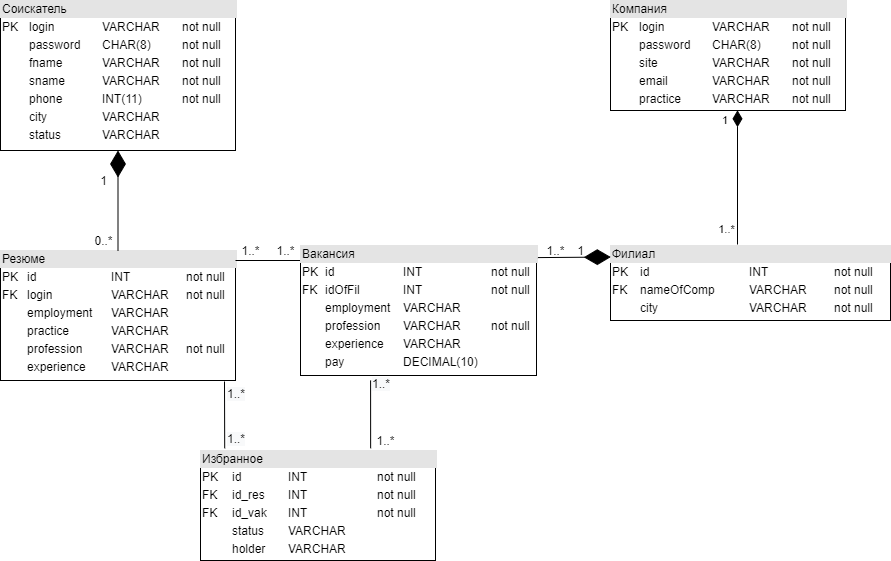 Соискатель
PK login VARCHAR not null
password CHAR(8) not null
fname VARCHAR not null
sname VARCHAR not null
phone INT(11) not null
city VARCHAR
status VARCHAR
Компания
PK login VARCHAR not null
password CHAR(8) not null
site VARCHAR not null
email VARCHAR not null
practice VARCHAR not null
1
0..*
1
1..*
Резюме
PK id INT not null
FK login VARCHAR not null
employment VARCHAR
practice VARCHAR
profession VARCHAR not null
experience VARCHAR
1..* 1..*
Вакансия
PK id INT not null
FK idOfFil INT not null
employment VARCHAR
profession VARCHAR not null
experience VARCHAR
pay DECIMAL(10)
1..* 1
Филиал
PK id INT not null
FK nameOfComp VARCHAR not null
city VARCHAR not null
1..*
1..*
1..*
1..*
Избранное
PK id INT not null
FK id_res INT not null
FK id_vak INT not null
status VARCHAR
holder VARCHAR